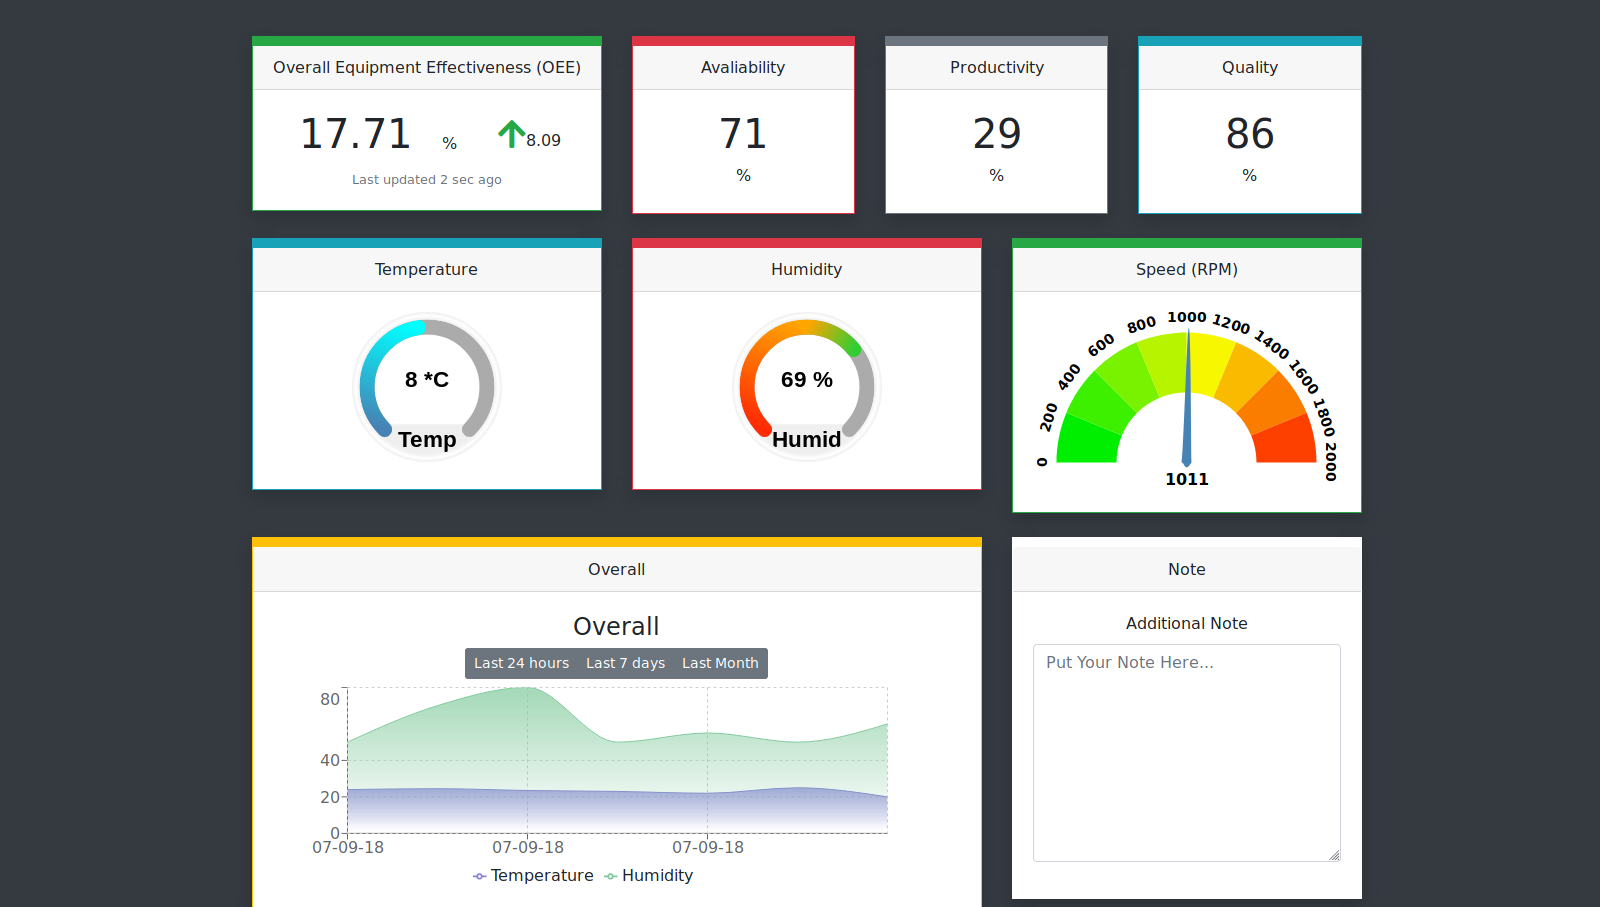 Overall Equipment Effectiveness (OEE)
17.71 % 8.09
Last updated 2 sec ago
Avaliability
71
%
Productivity
29
%
Quality
86
%
Temperature
8 *C
Temp
Humidity
69 %
Humid
Speed (RPM)
0
200
400
600
800
1000
1200
1400
1600
1800
2000
1011
Overall
Overall
Last 24 hours Last 7 days Last Month
80
40
20
0
07-09-18 07-09-18 07-09-18
Temperature Humidity
Note
Additional Note
Put Your Note Here...